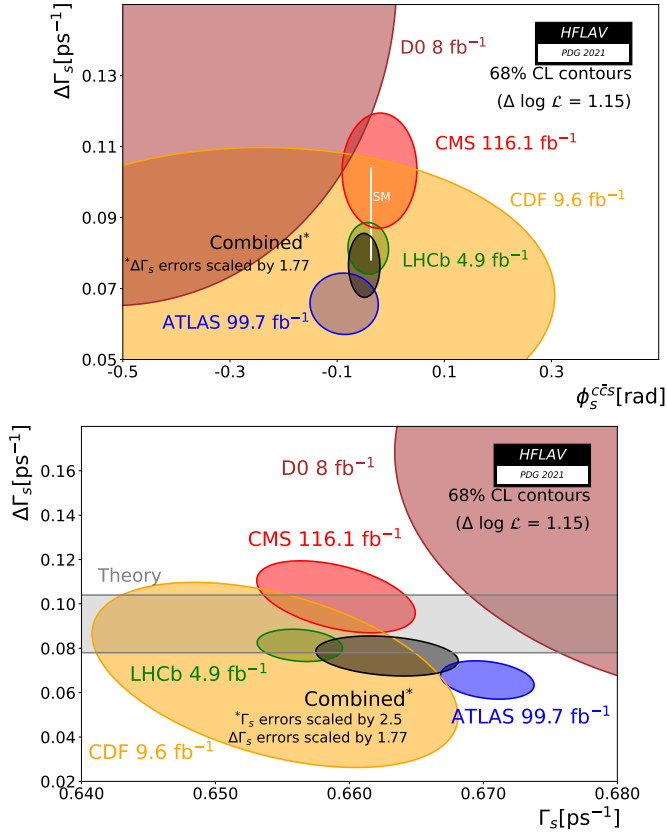 ΔΓₛ[ps⁻¹]
0.13
0.11
0.09
0.07
0.05
D0 8 fb⁻¹
HFLAV
PDG 2021
68% CL contours
(Δ log ℒ = 1.15)
CMS 116.1 fb⁻¹
SM
CDF 9.6 fb⁻¹
Combined*
*ΔΓₛ errors scaled by 1.77
LHCb 4.9 fb⁻¹
ATLAS 99.7 fb⁻¹
-0.5 -0.3 -0.1 0.1 0.3
ϕₛᶜᶜ̄ˢ[rad]
ΔΓₛ[ps⁻¹]
0.16
0.14
0.12
0.10
0.08
0.06
0.04
0.02
D0 8 fb⁻¹
HFLAV
PDG 2021
68% CL contours
(Δ log ℒ = 1.15)
CMS 116.1 fb⁻¹
Theory
LHCb 4.9 fb⁻¹
Combined*
*Γₛ errors scaled by 2.5
ΔΓₛ errors scaled by 1.77
ATLAS 99.7 fb⁻¹
CDF 9.6 fb⁻¹
0.640 0.650 0.660 0.670 0.680
Γₛ[ps⁻¹]